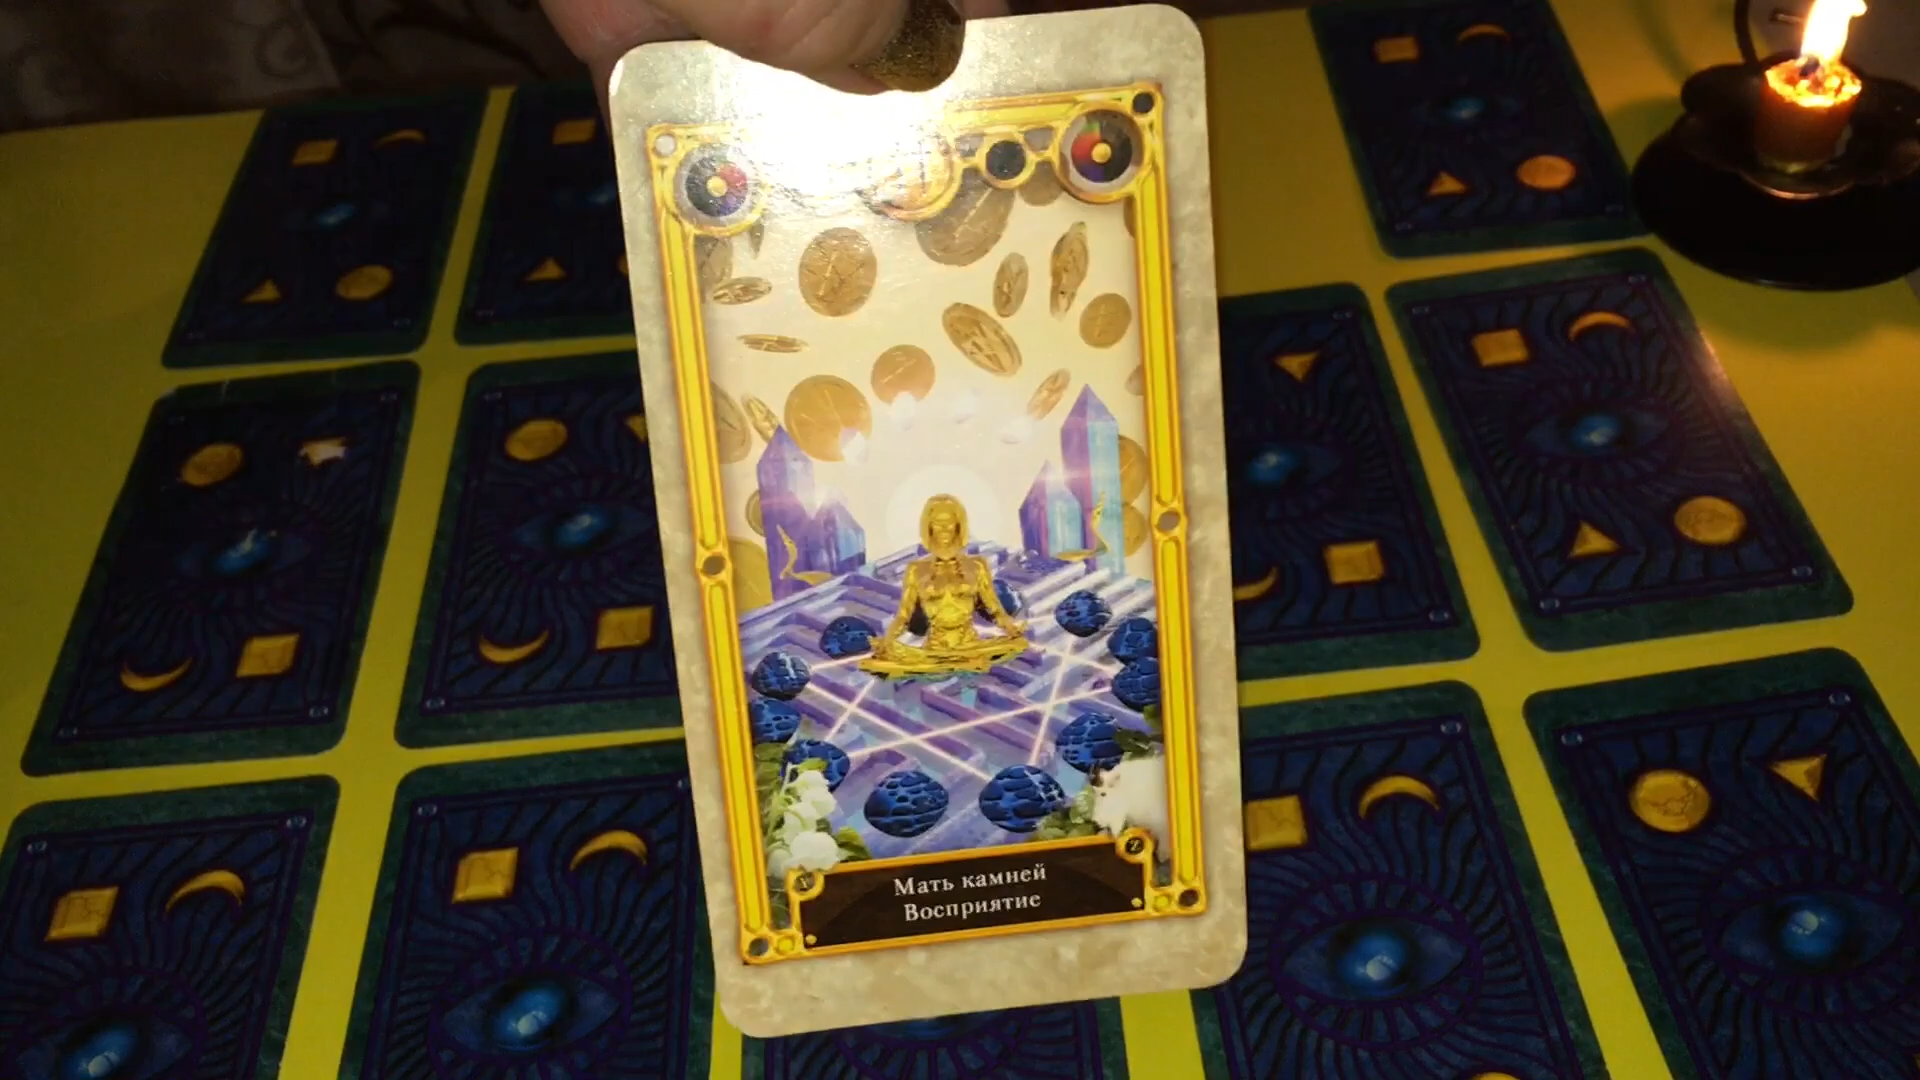 Мать камней
Восприятие